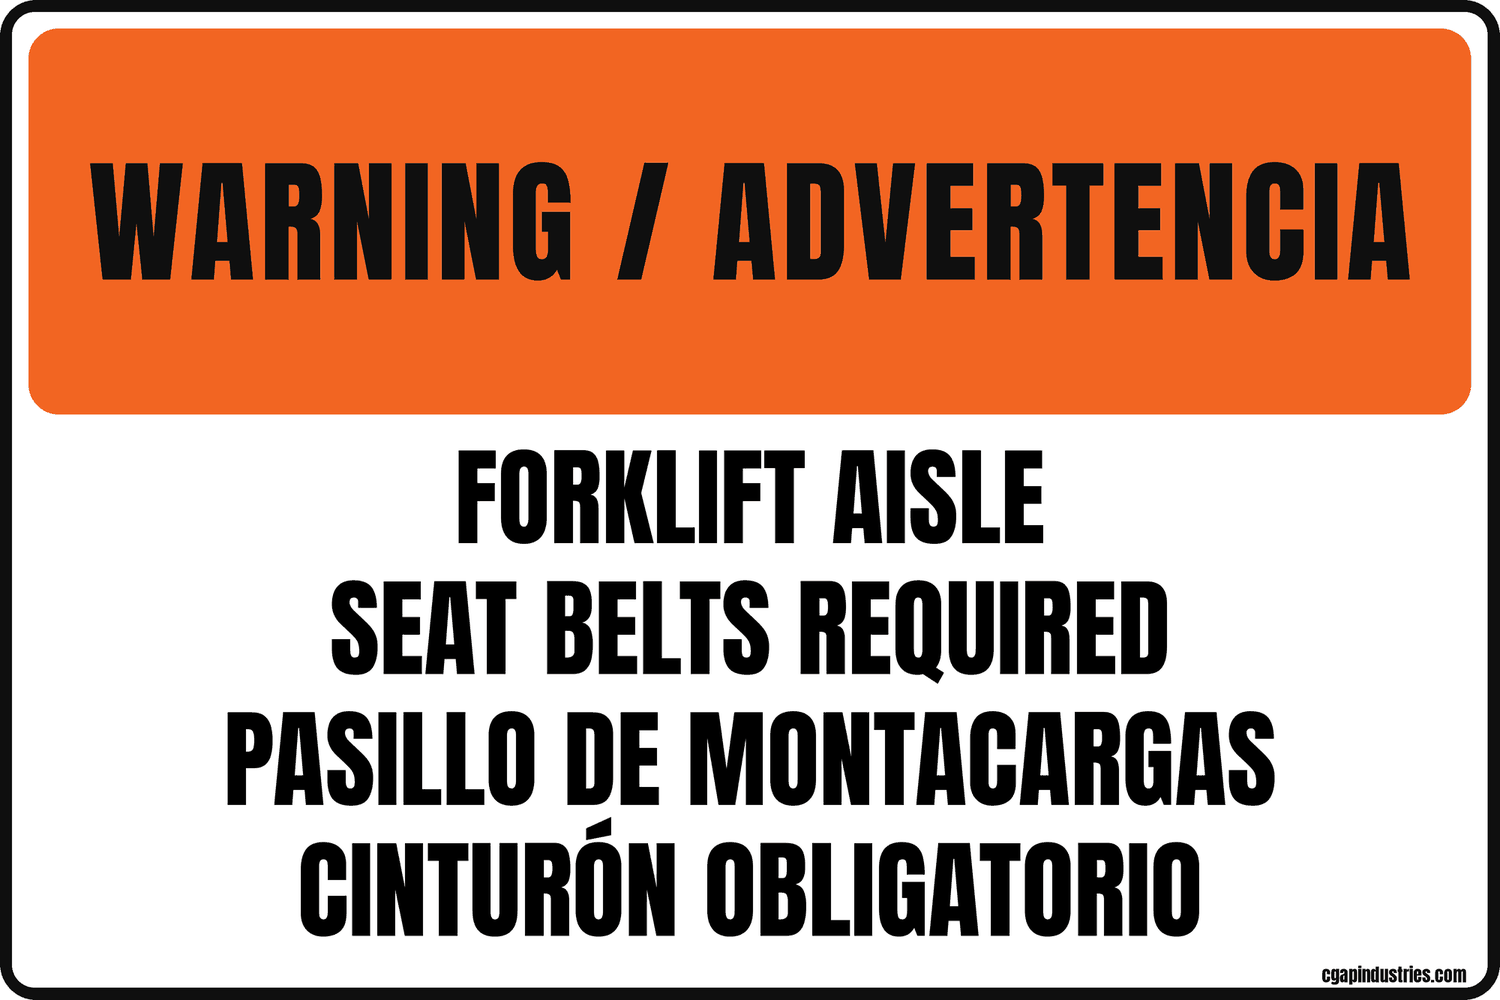 WARNING / ADVERTENCIA
FORKLIFT AISLE
SEAT BELTS REQUIRED
PASILLO DE MONTACARGAS
CINTURÓN OBLIGATORIO
cgapindustries.com